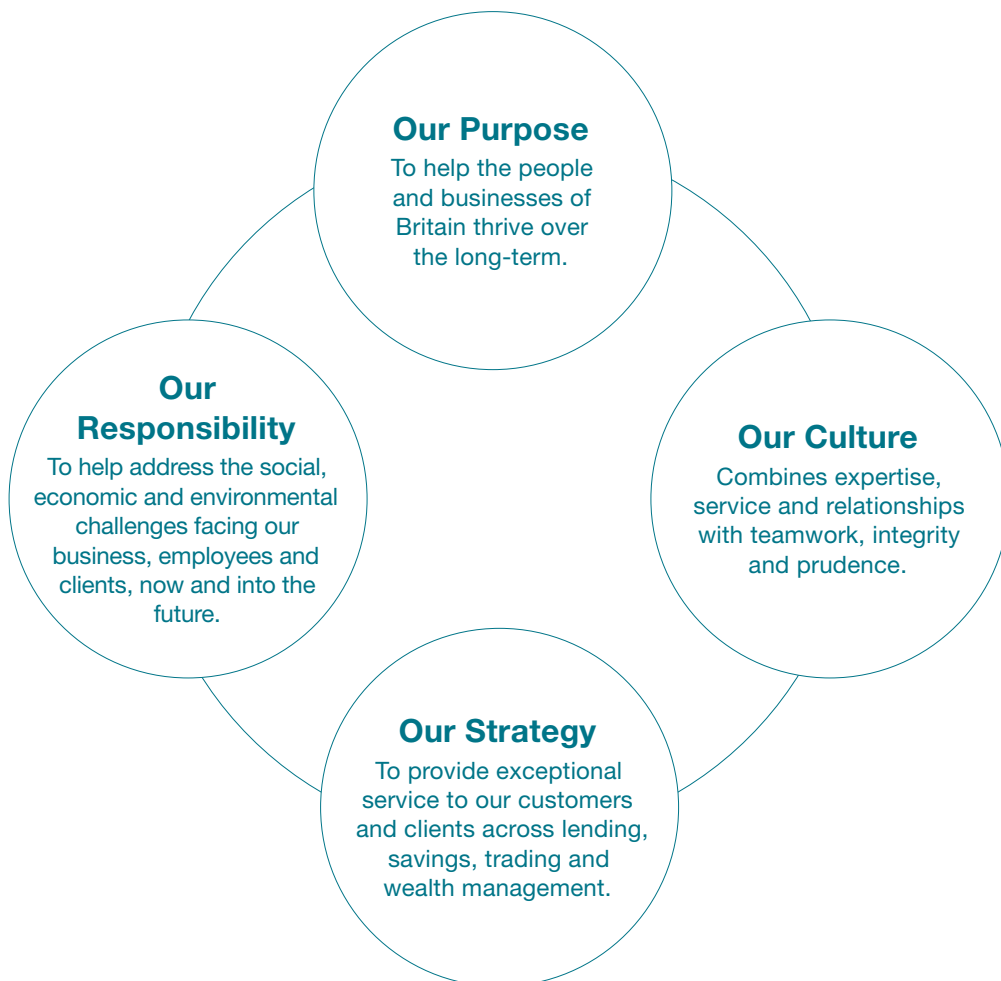 Our Purpose
To help the people
and businesses of
Britain thrive over
the long-term.
Our
Responsibility
To help address the social,
economic and environmental
challenges facing our
business, employees and
clients, now and into the
future.
Our Culture
Combines expertise,
service and relationships
with teamwork, integrity
and prudence.
Our Strategy
To provide exceptional
service to our customers
and clients across lending,
savings, trading and
wealth management.